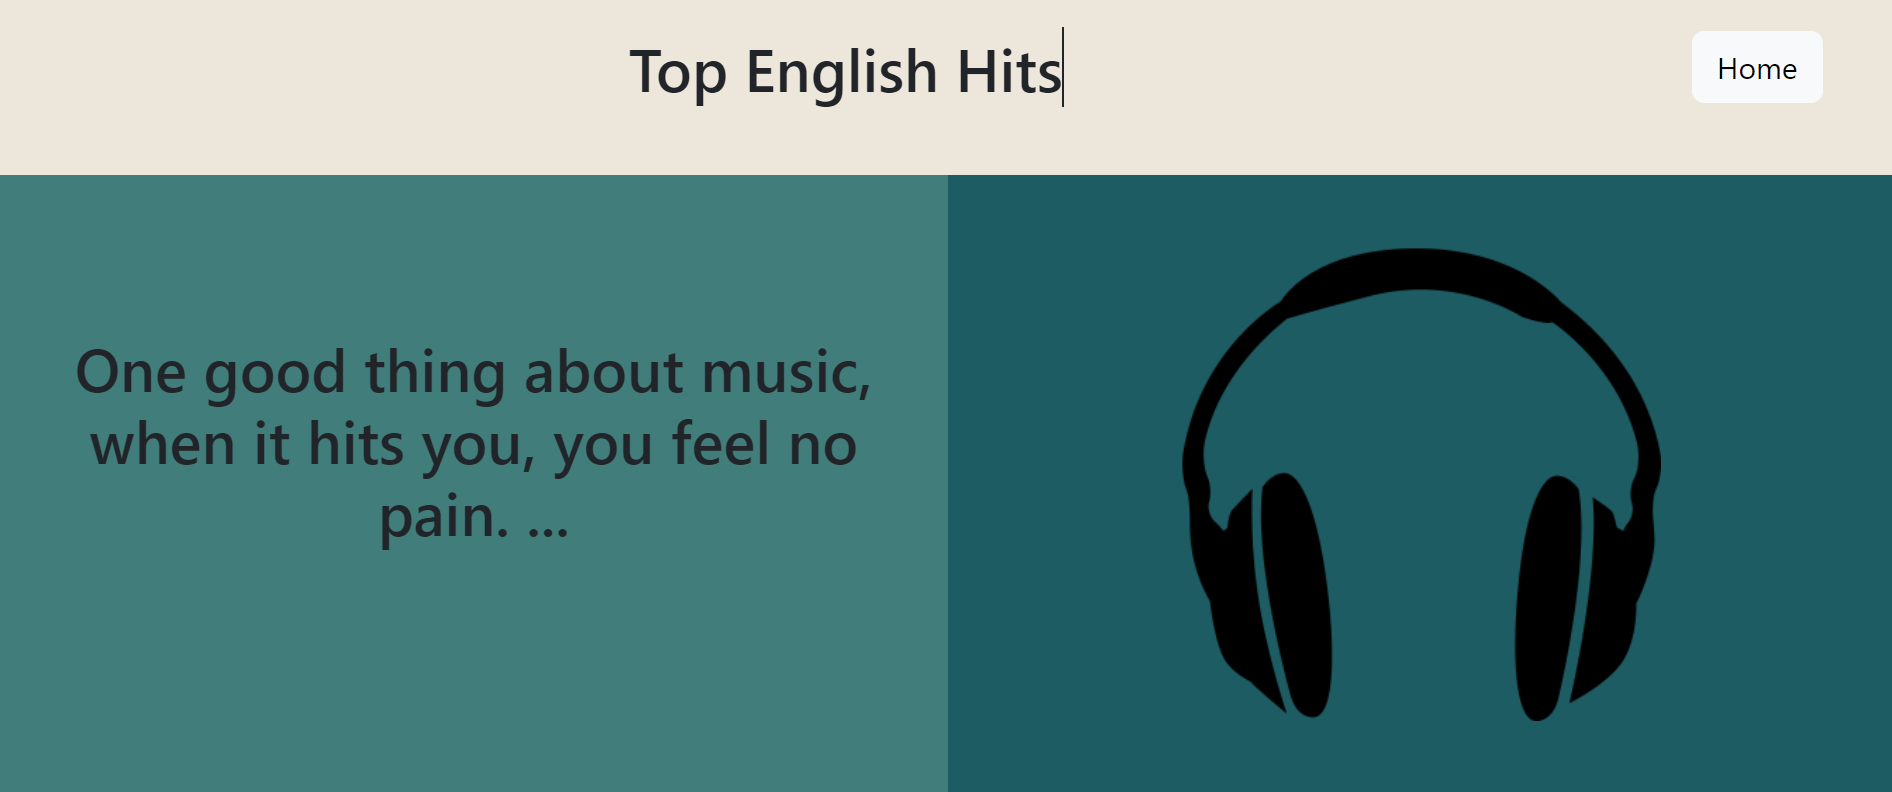 Top English Hits
Home
One good thing about music,
when it hits you, you feel no
pain. ...